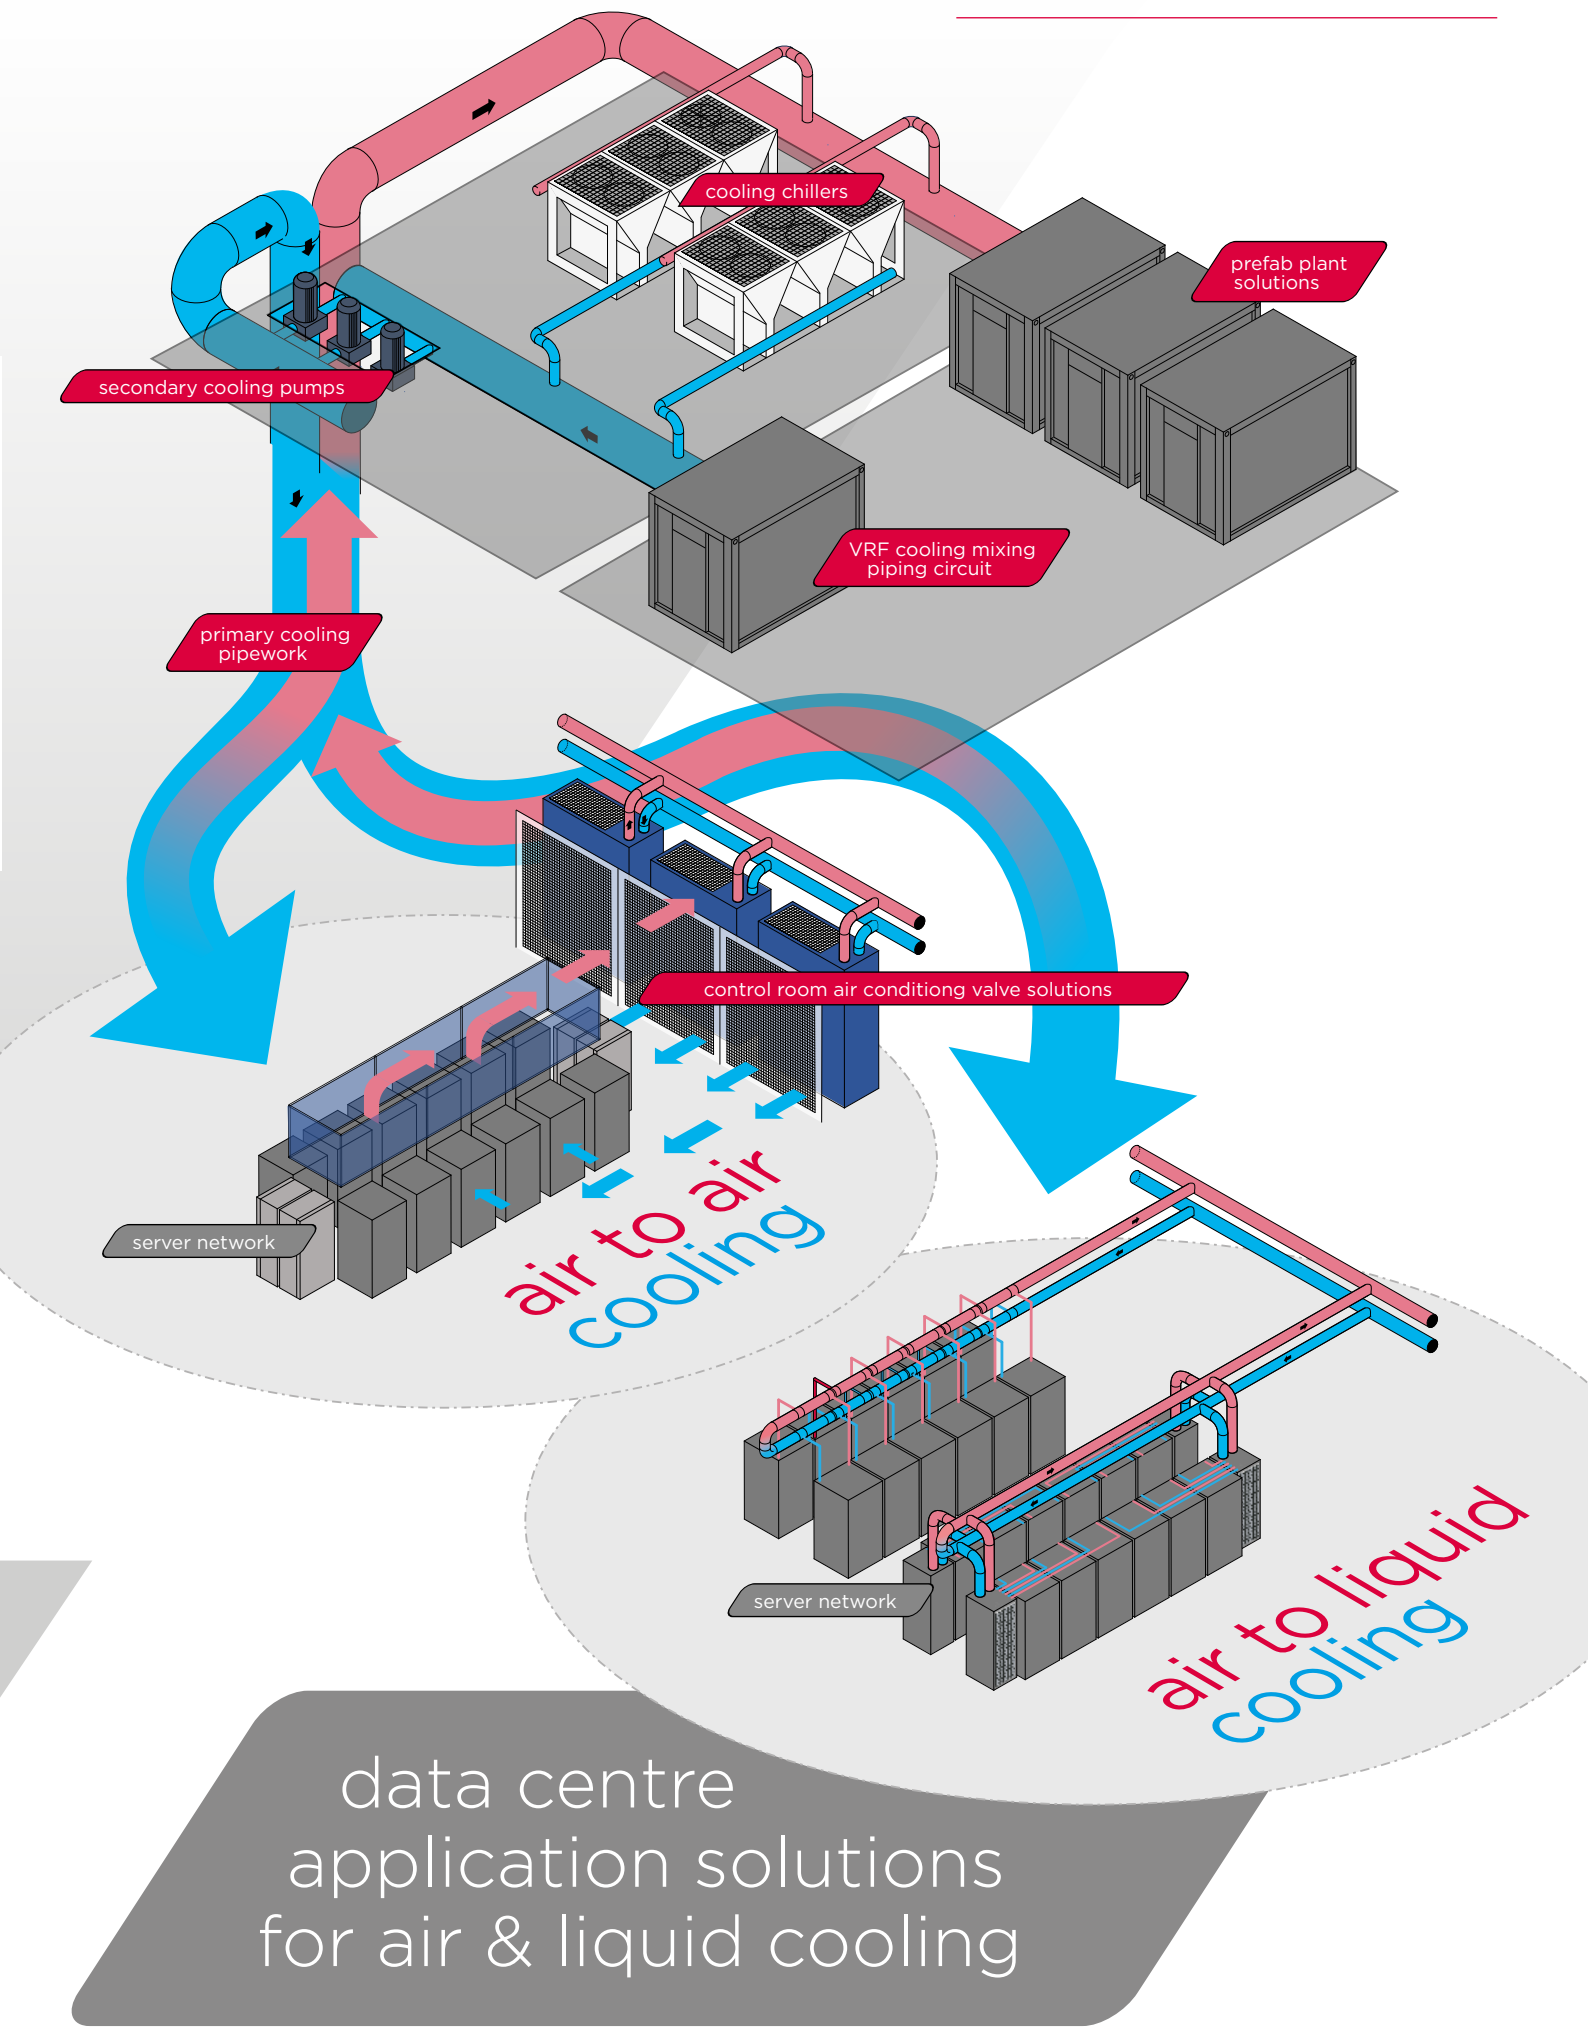 cooling chillers
prefab plant
solutions
secondary cooling pumps
VRF cooling mixing
piping circuit
primary cooling
pipework
control room air conditiong valve solutions
server network
air to air
cooling
server network
air to liquid
cooling
data centre
application solutions
for air & liquid cooling